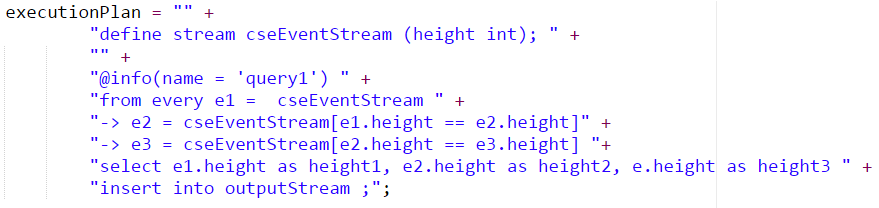 executionPlan = "" +
"define stream cseEventStream (height int); " +
"" +
"@info(name = 'query1') " +
"from every e1 =  cseEventStream " +
"-> e2 = cseEventStream[e1.height == e2.height]" +
"-> e3 = cseEventStream[e2.height == e3.height] "+
"select e1.height as height1, e2.height as height2, e.height as height3 " +
"insert into outputStream ;";